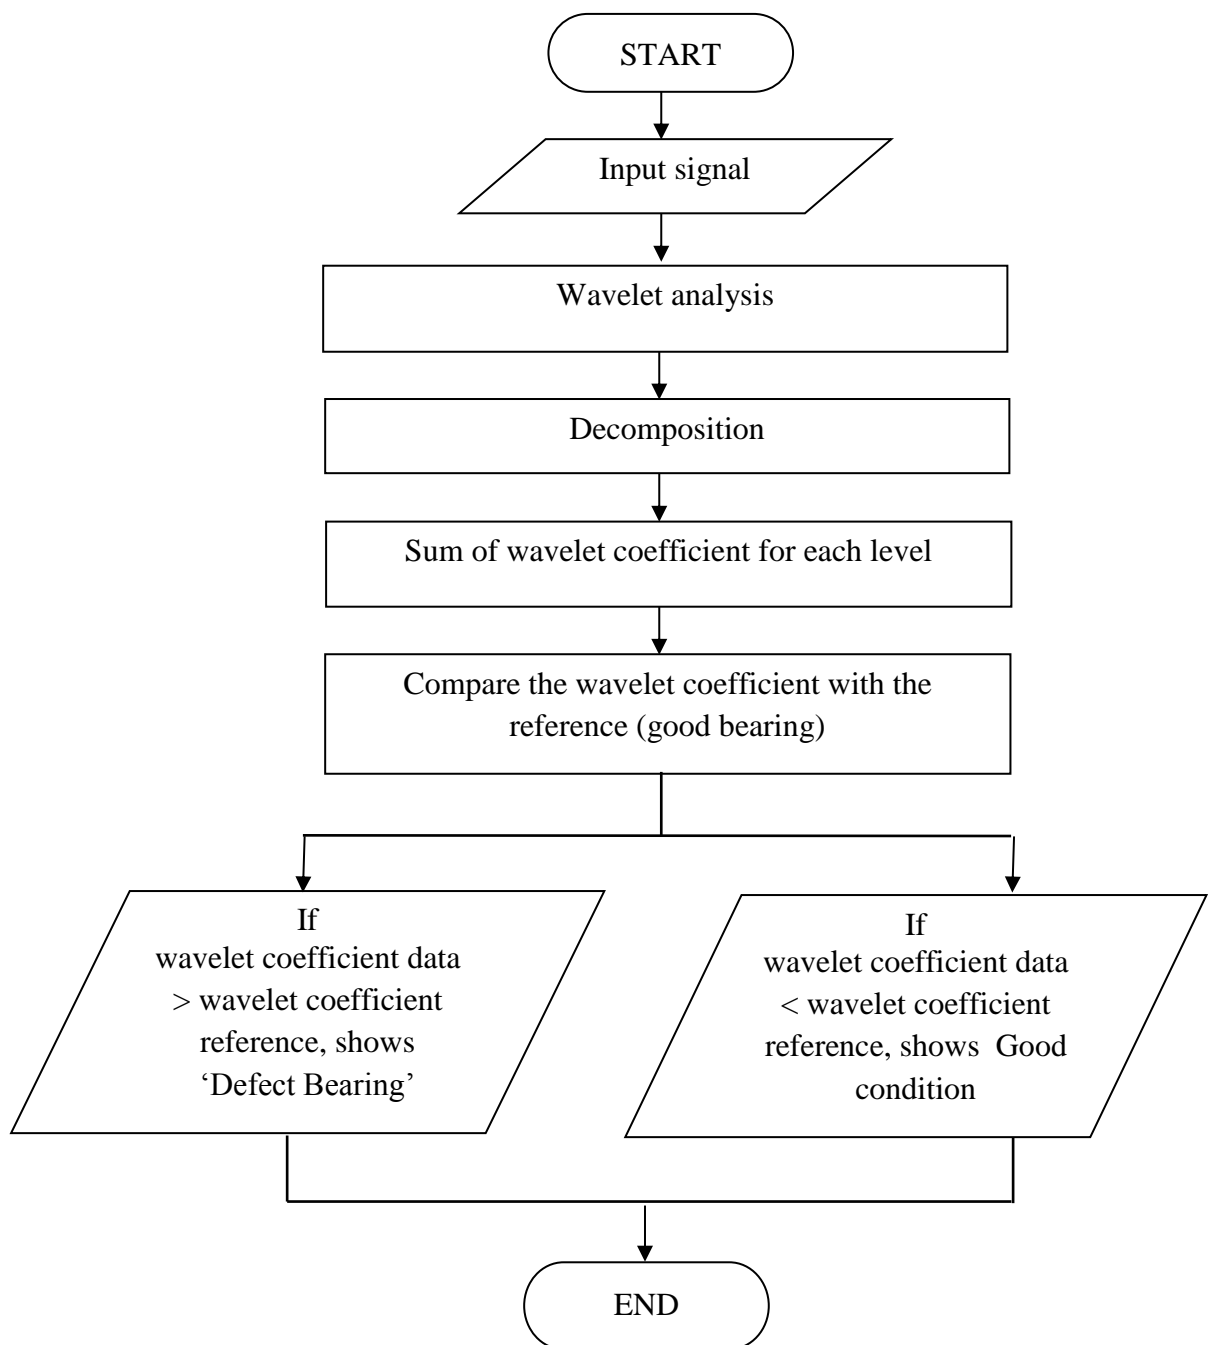 START
Input signal
Wavelet analysis
Decomposition
Sum of wavelet coefficient for each level
Compare the wavelet coefficient with the
reference (good bearing)
If
wavelet coefficient data
> wavelet coefficient
reference, shows
‘Defect Bearing’
If
wavelet coefficient data
< wavelet coefficient
reference, shows  Good
condition
END